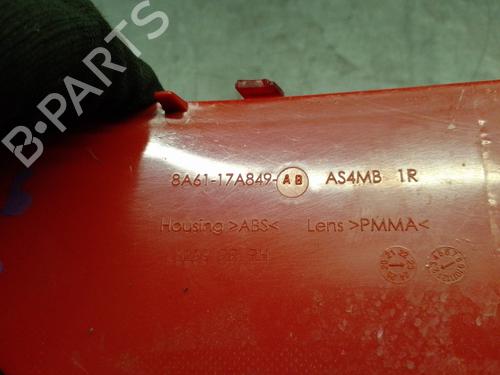 B-PARTS
8A61-17A849-AB AS4MB 1R
Housing >ABS< Lens >PMMA<